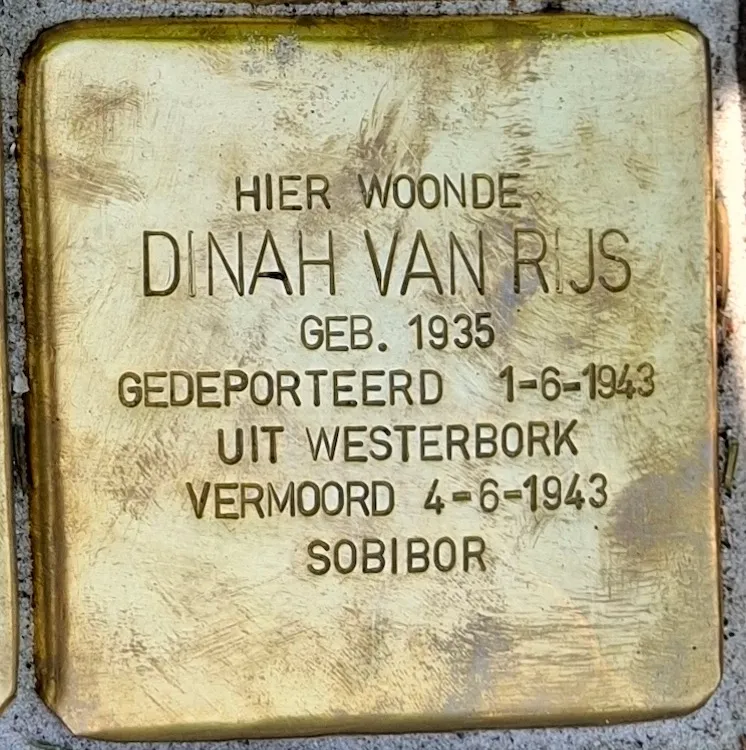 HIER WOONDE
DINAH VAN RIJS
GEB. 1935
GEDEPORTEERD 1-6-1943
UIT WESTERBORK
VERMOORD 4-6-1943
SOBIBOR